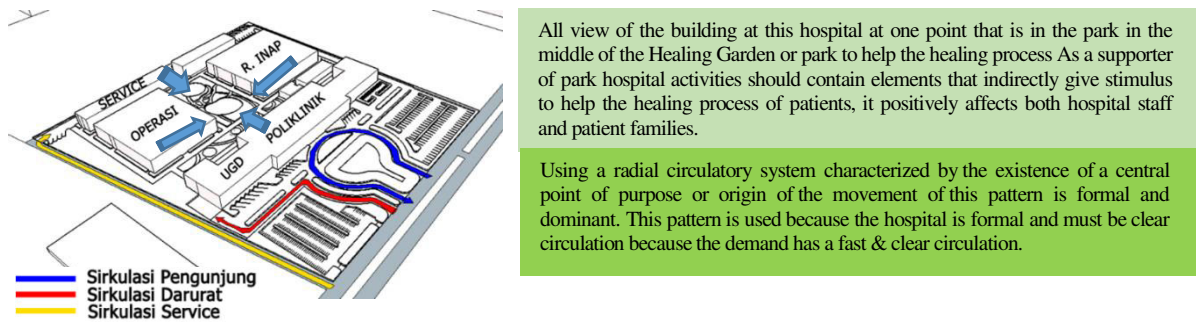 SERVICE
R. INAP
OPERASI
POLIKLINIK
UGD
Sirkulasi Pengunjung
Sirkulasi Darurat
Sirkulasi Service
All view of the building at this hospital at one point that is in the park in the
middle of the Healing Garden or park to help the healing process As a supporter
of park hospital activities should contain elements that indirectly give stimulus
to help the healing process of patients, it positively affects both hospital staff
and patient families.
Using a radial circulatory system characterized by the existence of a central
point of purpose or origin of the movement of this pattern is formal and
dominant. This pattern is used because the hospital is formal and must be clear
circulation because the demand has a fast & clear circulation.